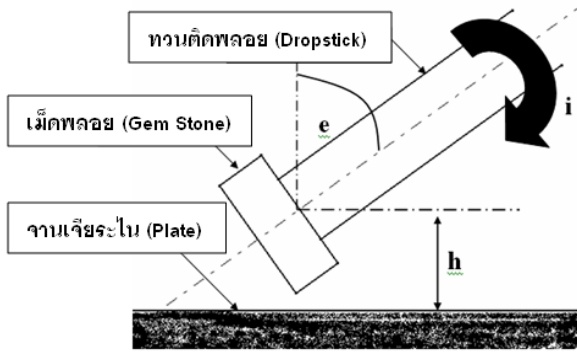 ทวนติดพลอย (Dropstick)
e
i
เม็ดพลอย (Gem Stone)
จานเจียระไน (Plate)
h